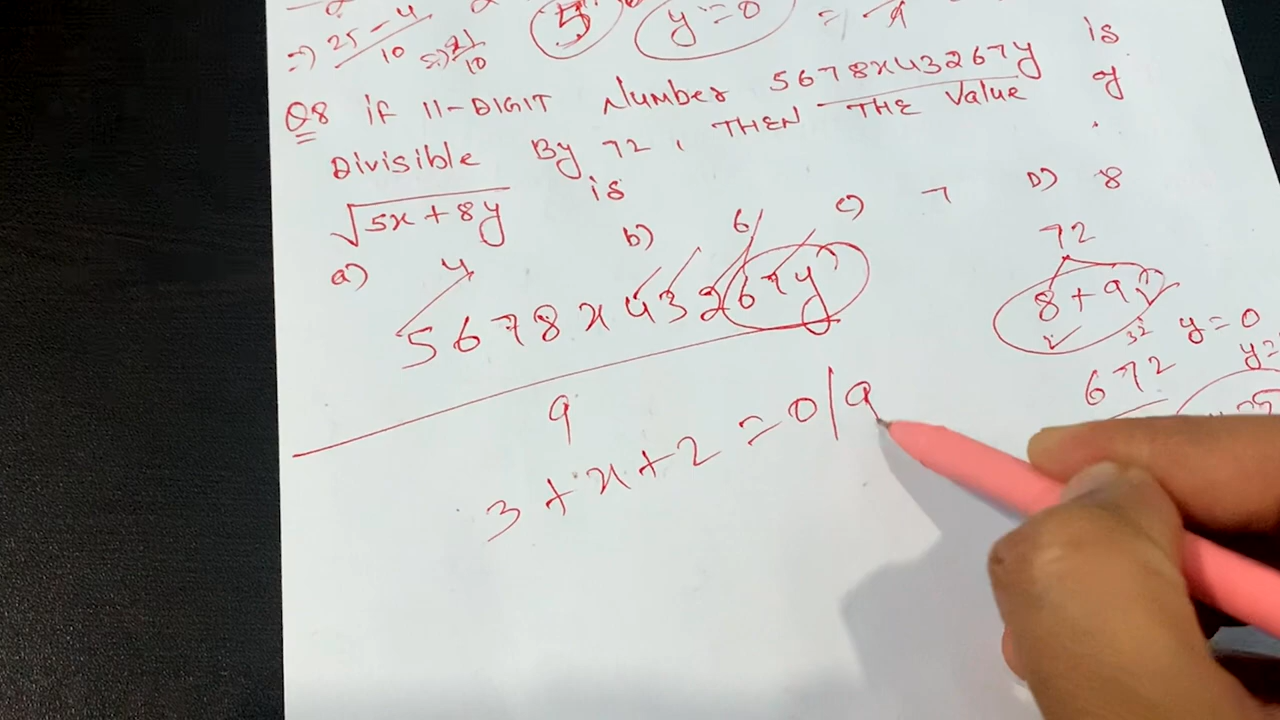 =) 25 - 4 / 10 =) 21/10 5 y = 0 =
Q8 if 11-DIGIT Number 5678x43267y is
Divisible By 72, THEN THE Value of
√5x + 8y is
a) 4 b) 6 c) 7 D) 8
5678x43267y
72
8 + 9
y = 0
672 y =
9
3 + x + 2 = 0/9